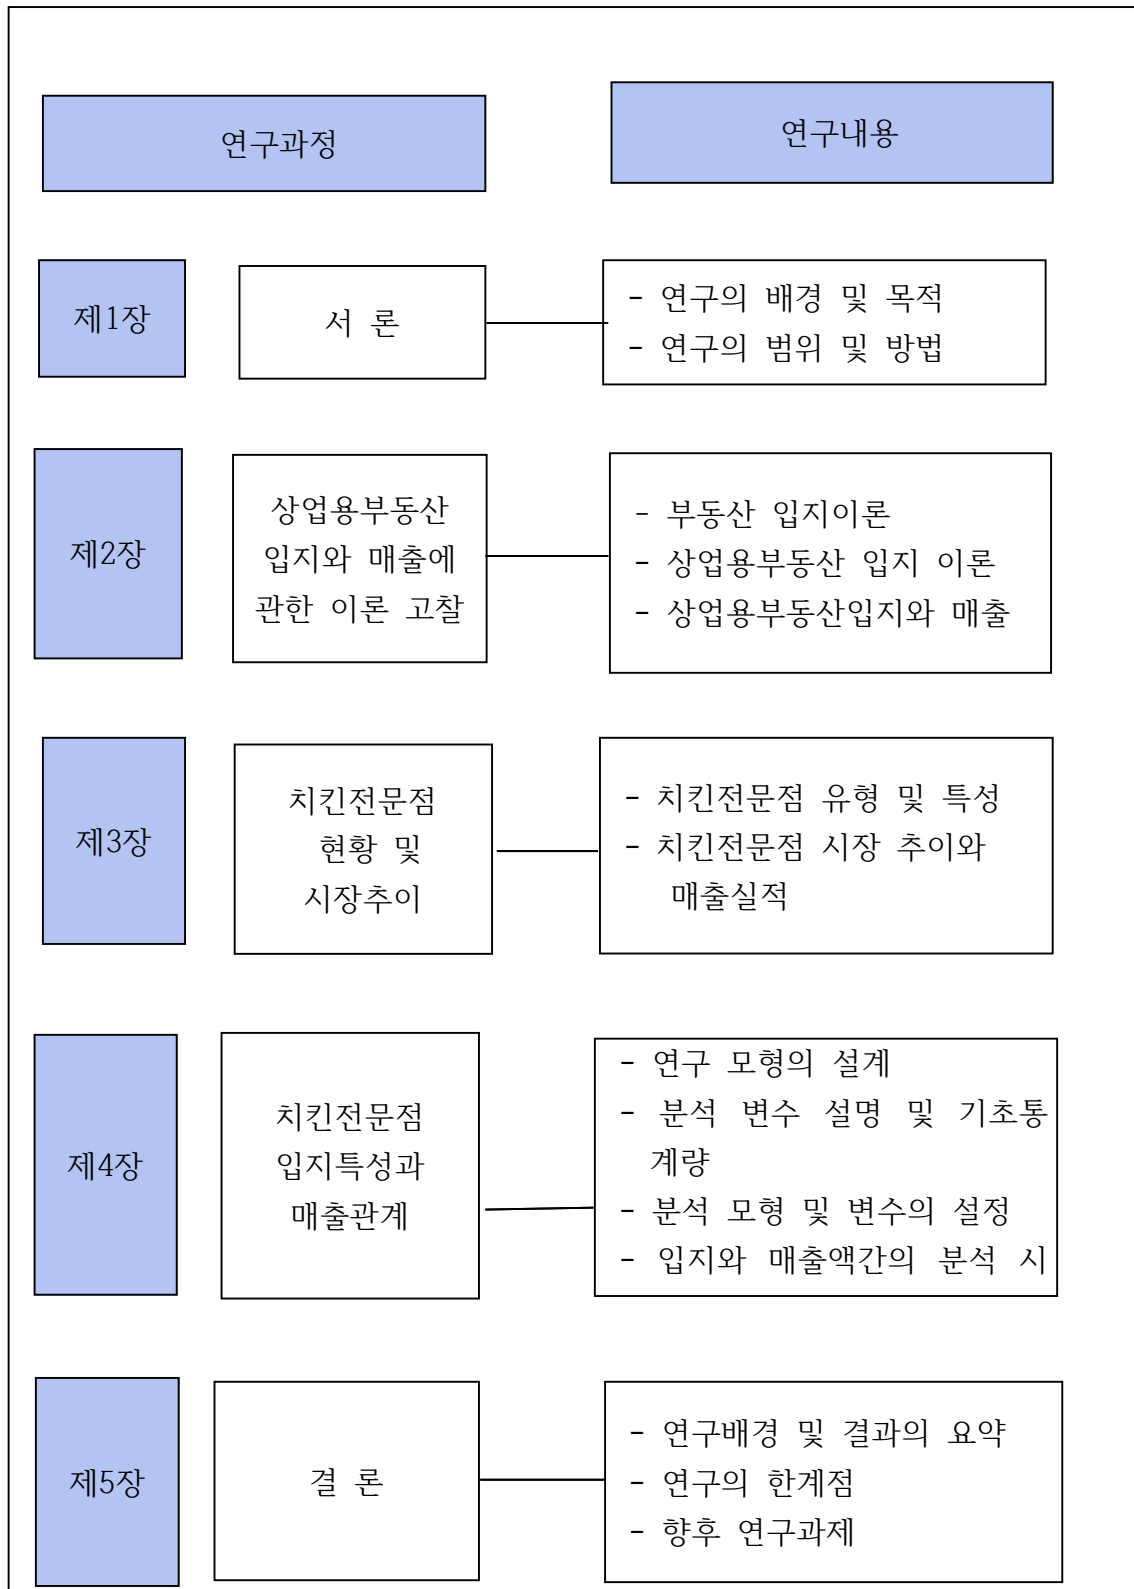 연구과정
연구내용
제1장
서 론
- 연구의 배경 및 목적
- 연구의 범위 및 방법
제2장
상업용부동산
입지와 매출에
관한 이론 고찰
- 부동산 입지이론
- 상업용부동산 입지 이론
- 상업용부동산입지와 매출
제3장
치킨전문점
현황 및
시장추이
- 치킨전문점 유형 및 특성
- 치킨전문점 시장 추이와
매출실적
제4장
치킨전문점
입지특성과
매출관계
- 연구 모형의 설계
- 분석 변수 설명 및 기초통
계량
- 분석 모형 및 변수의 설정
- 입지와 매출액간의 분석 시
제5장
결 론
- 연구배경 및 결과의 요약
- 연구의 한계점
- 향후 연구과제